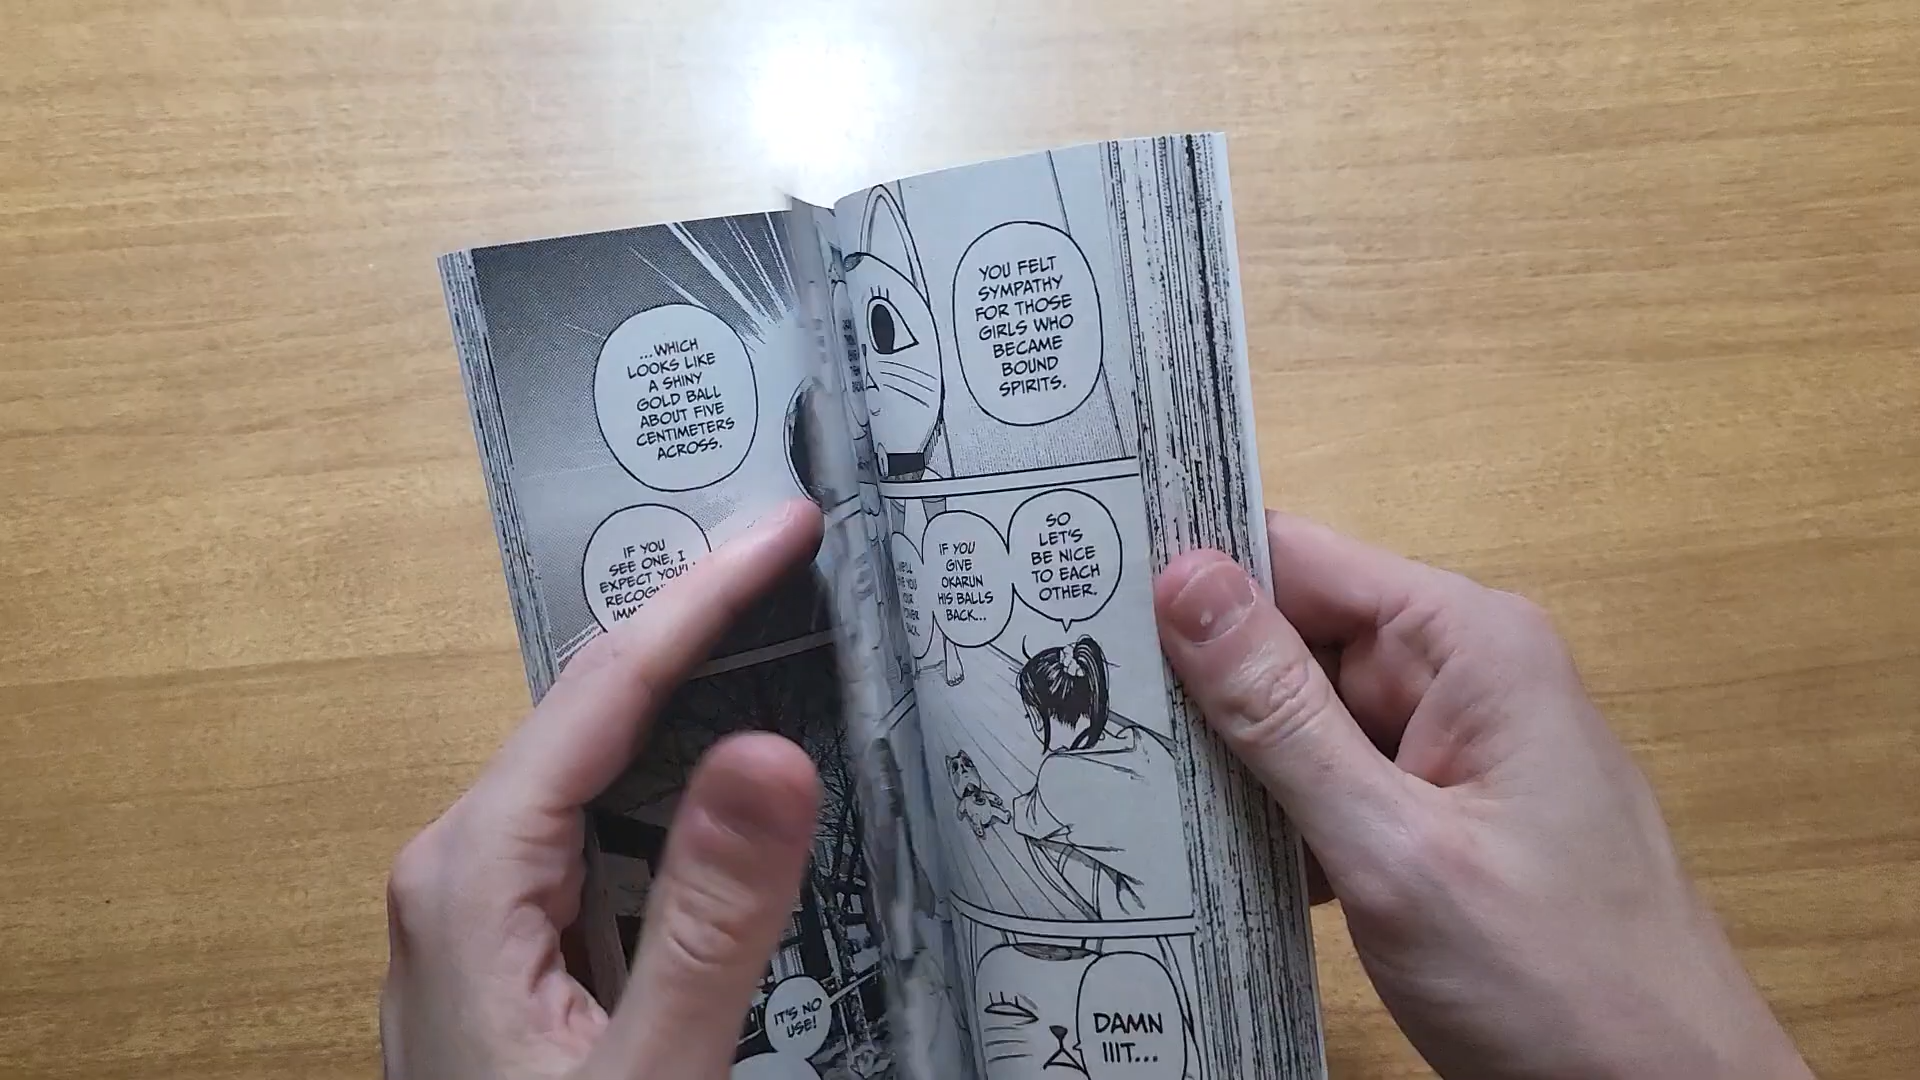 ...WHICH
LOOKS LIKE
A SHINY
GOLD BALL
ABOUT FIVE
CENTIMETERS
ACROSS.
IF YOU
SEE ONE, I
EXPECT
IT'S NO
USE!
YOU FELT
SYMPATHY
FOR THOSE
GIRLS WHO
BECAME
BOUND
SPIRITS.
SO
LET'S
BE NICE
TO EACH
OTHER.
IF YOU
GIVE
OKARUN
HIS BALLS
BACK...
YOU
BACK
DAMN
IIIT...